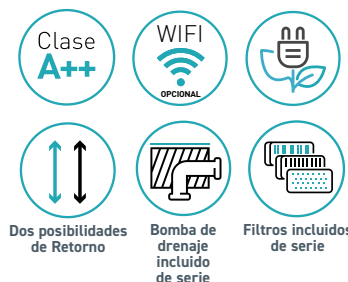 Clase
A++
WIFI
OPCIONAL
Dos posibilidades
de Retorno
Bomba de
drenaje
incluido
de serie
Filtros incluidos
de serie